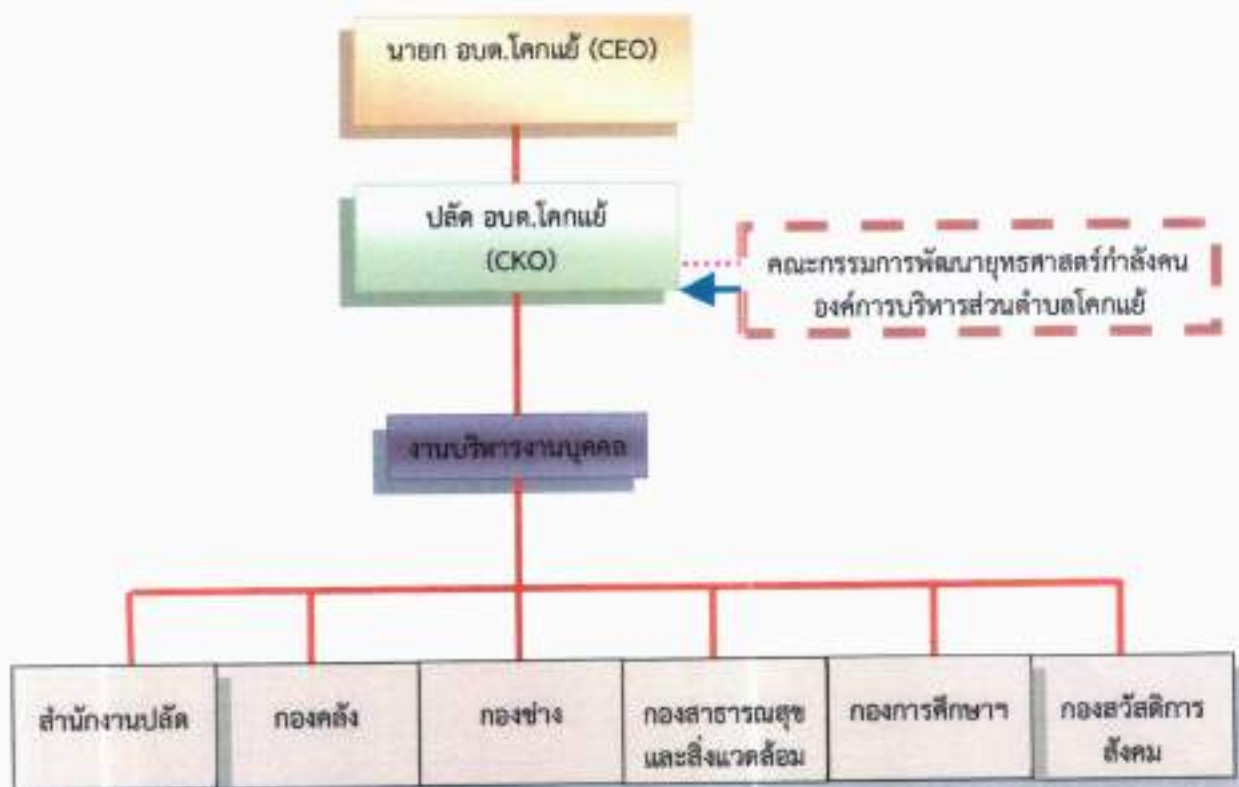 นายก อบต.โคกแย้ (CEO)
ปลัด อบต.โคกแย้
(CKO)
คณะกรรมการพัฒนายุทธศาสตร์กำลังคน
องค์การบริหารส่วนตำบลโคกแย้
งานบริหารงานบุคคล
สำนักงานปลัด
กองคลัง
กองช่าง
กองสาธารณสุข
และสิ่งแวดล้อม
กองการศึกษาฯ
กองสวัสดิการ
สังคม